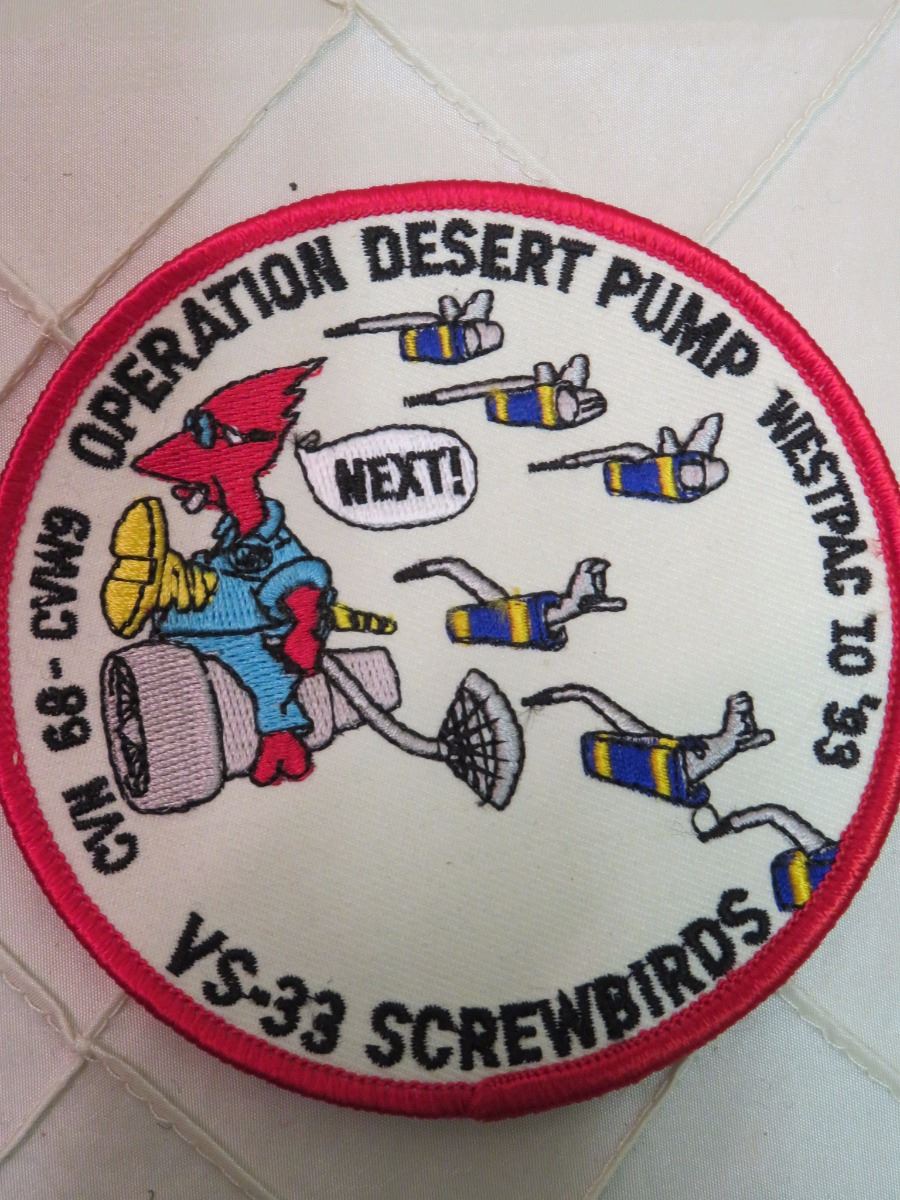 OPERATION DESERT PUMP
WESTPAC IO '93
CVN 68 - CVW9
NEXT!
VS-33 SCREWBIRDS